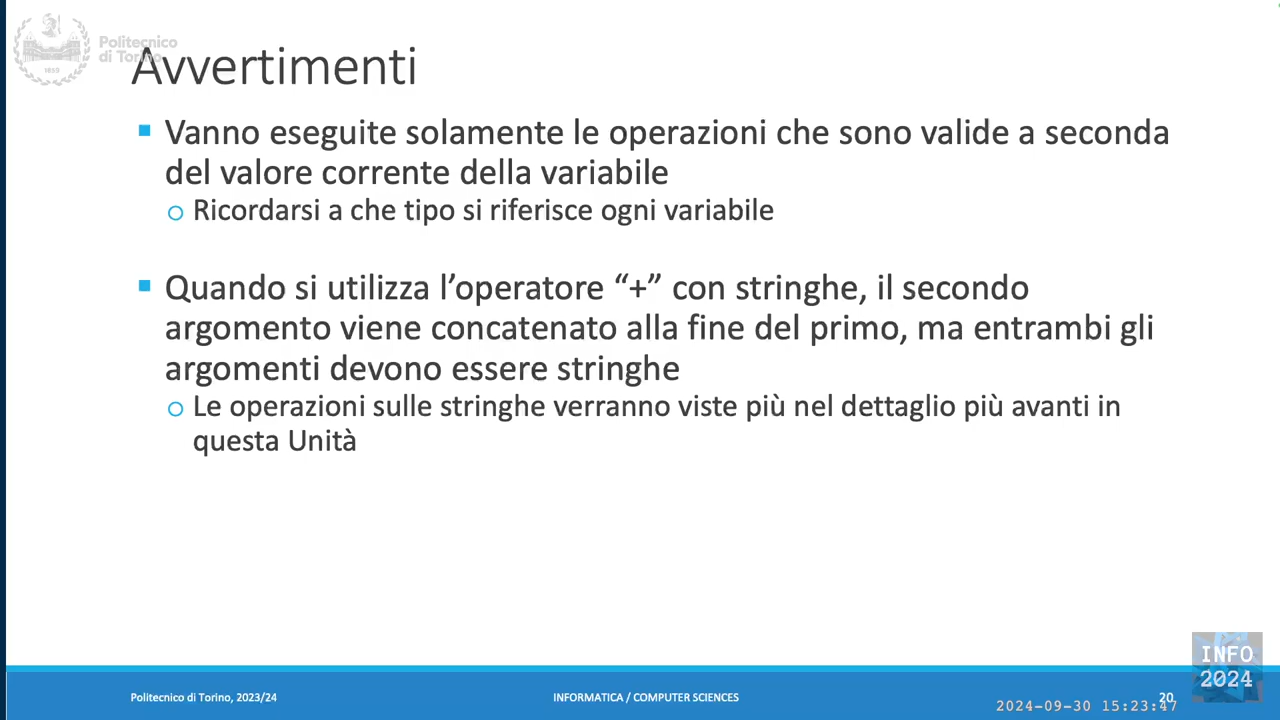 Politecnico
di Torino
1859
Avvertimenti
Vanno eseguite solamente le operazioni che sono valide a seconda
del valore corrente della variabile
Ricordarsi a che tipo si riferisce ogni variabile
Quando si utilizza l’operatore “+” con stringhe, il secondo
argomento viene concatenato alla fine del primo, ma entrambi gli
argomenti devono essere stringhe
Le operazioni sulle stringhe verranno viste più nel dettaglio più avanti in
questa Unità
INFO
2024
Politecnico di Torino, 2023/24
INFORMATICA / COMPUTER SCIENCES
20
2024-09-30 15:23:47